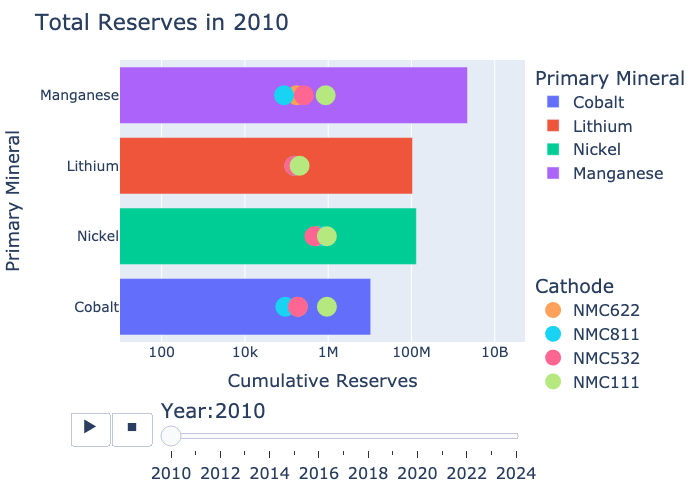 Total Reserves in 2010
Primary Mineral
Manganese
Lithium
Nickel
Cobalt
100
10k
1M
100M
10B
Cumulative Reserves
Primary Mineral
Cobalt
Lithium
Nickel
Manganese
Cathode
NMC622
NMC811
NMC532
NMC111
Year:2010
2010 2012 2014 2016 2018 2020 2022 2024